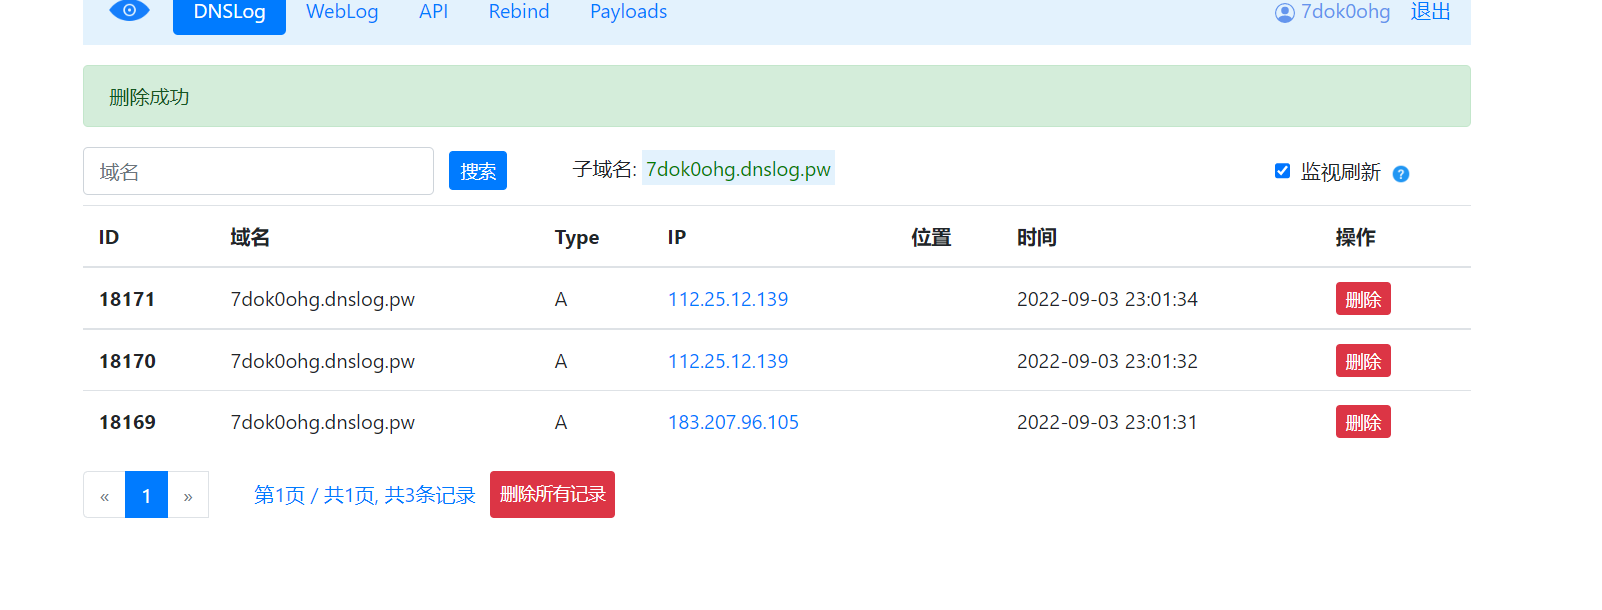 DNSLog WebLog API Rebind Payloads 7dok0ohg 退出
删除成功
域名 搜索 子域名: 7dok0ohg.dnslog.pw 监视刷新 ?
ID 域名 Type IP 位置 时间 操作
18171 7dok0ohg.dnslog.pw A 112.25.12.139 2022-09-03 23:01:34 删除
18170 7dok0ohg.dnslog.pw A 112.25.12.139 2022-09-03 23:01:32 删除
18169 7dok0ohg.dnslog.pw A 183.207.96.105 2022-09-03 23:01:31 删除
« 1 » 第1页 / 共1页, 共3条记录 删除所有记录